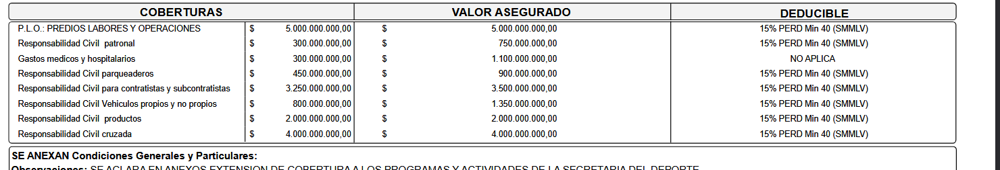 COBERTURAS VALOR ASEGURADO DEDUCIBLE
P.L.O.: PREDIOS LABORES Y OPERACIONES $ 5.000.000.000,00 $ 5.000.000.000,00 15% PERD Min 40 (SMMLV)
Responsabilidad Civil patronal $ 300.000.000,00 $ 750.000.000,00 15% PERD Min 40 (SMMLV)
Gastos medicos y hospitalarios $ 300.000.000,00 $ 1.100.000.000,00 NO APLICA
Responsabilidad Civil parqueaderos $ 450.000.000,00 $ 900.000.000,00 15% PERD Min 40 (SMMLV)
Responsabilidad Civil para contratistas y subcontratistas $ 3.250.000.000,00 $ 3.500.000.000,00 15% PERD Min 40 (SMMLV)
Responsabilidad Civil Vehiculos propios y no propios $ 800.000.000,00 $ 1.350.000.000,00 15% PERD Min 40 (SMMLV)
Responsabilidad Civil productos $ 2.000.000.000,00 $ 2.000.000.000,00 15% PERD Min 40 (SMMLV)
Responsabilidad Civil cruzada $ 4.000.000.000,00 $ 4.000.000.000,00 15% PERD Min 40 (SMMLV)
SE ANEXAN Condiciones Generales y Particulares:
Observaciones: SE ACLARA EN ANEXOS EXTENSION DE COBERTURA A LOS PROGRAMAS Y ACTIVIDADES DE LA SECRETARIA DEL DEPORTE